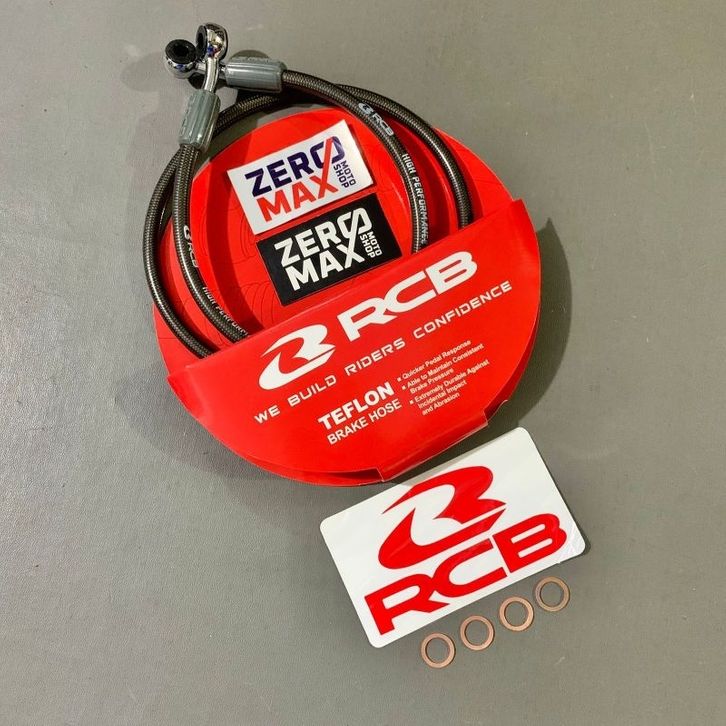 RCB
HIGH PERFORMANCE
RCB
ZERO
MAX
MOTO
SHOP
ZERO
MAX
MOTO
SHOP
RCB
WE BUILD RIDERS CONFIDENCE
TEFLON
BRAKE HOSE
▪ Quicker Pedal Response
▪ Able to Maintain Consistent
Brake Pressure
▪ Extremely Durable Against
Incidental Impact
and Abrasion
RCB